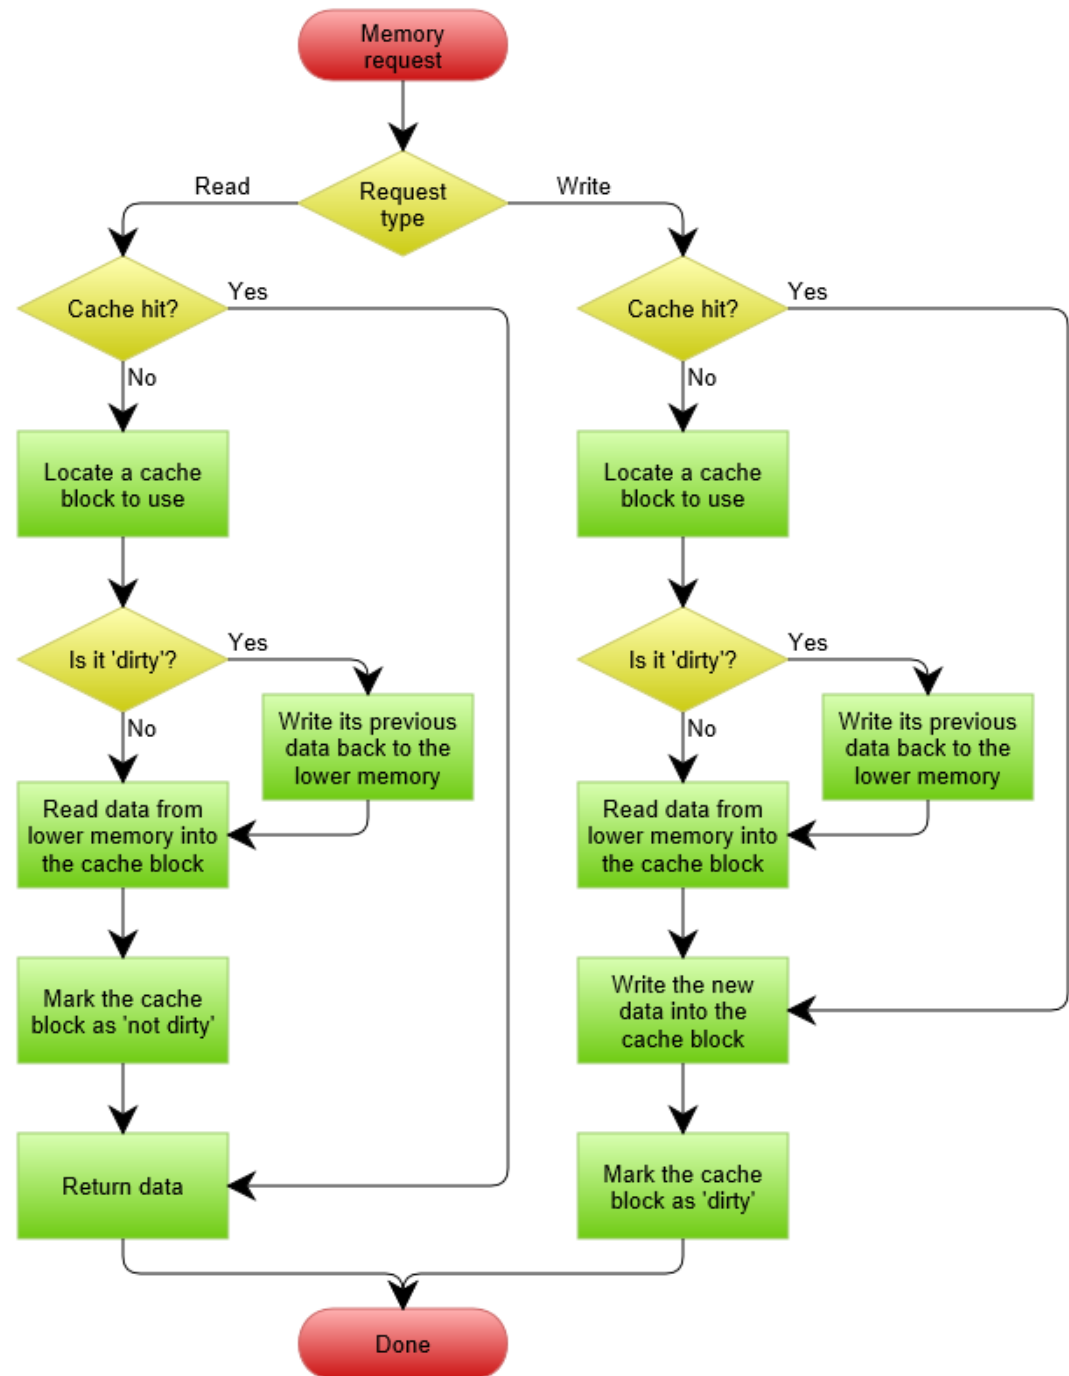 Memory
request
Read
Request
type
Write
Cache hit?
Yes
Cache hit?
Yes
No
No
Locate a cache
block to use
Locate a cache
block to use
Is it 'dirty'?
Yes
Is it 'dirty'?
Yes
No
Write its previous
data back to the
lower memory
No
Write its previous
data back to the
lower memory
Read data from
lower memory into
the cache block
Read data from
lower memory into
the cache block
Mark the cache
block as 'not dirty'
Write the new
data into the
cache block
Return data
Mark the cache
block as 'dirty'
Done